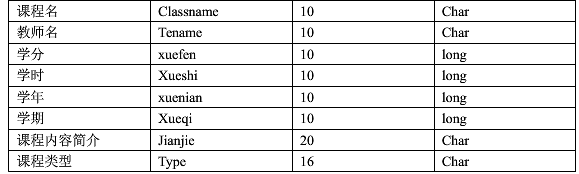 课程名 Classname 10 Char
教师名 Tename 10 Char
学分 xuefen 10 long
学时 Xueshi 10 long
学年 xuenian 10 long
学期 Xueqi 10 long
课程内容简介 Jianjie 20 Char
课程类型 Type 16 Char